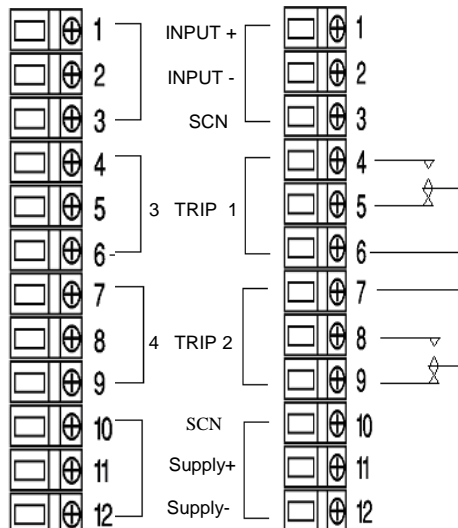 1 INPUT + 1
2 INPUT - 2
3 SCN 3
4 4
5 3 TRIP 1 5
6 6
7 7
8 4 TRIP 2 8
9 9
10 SCN 10
11 Supply+ 11
12 Supply- 12